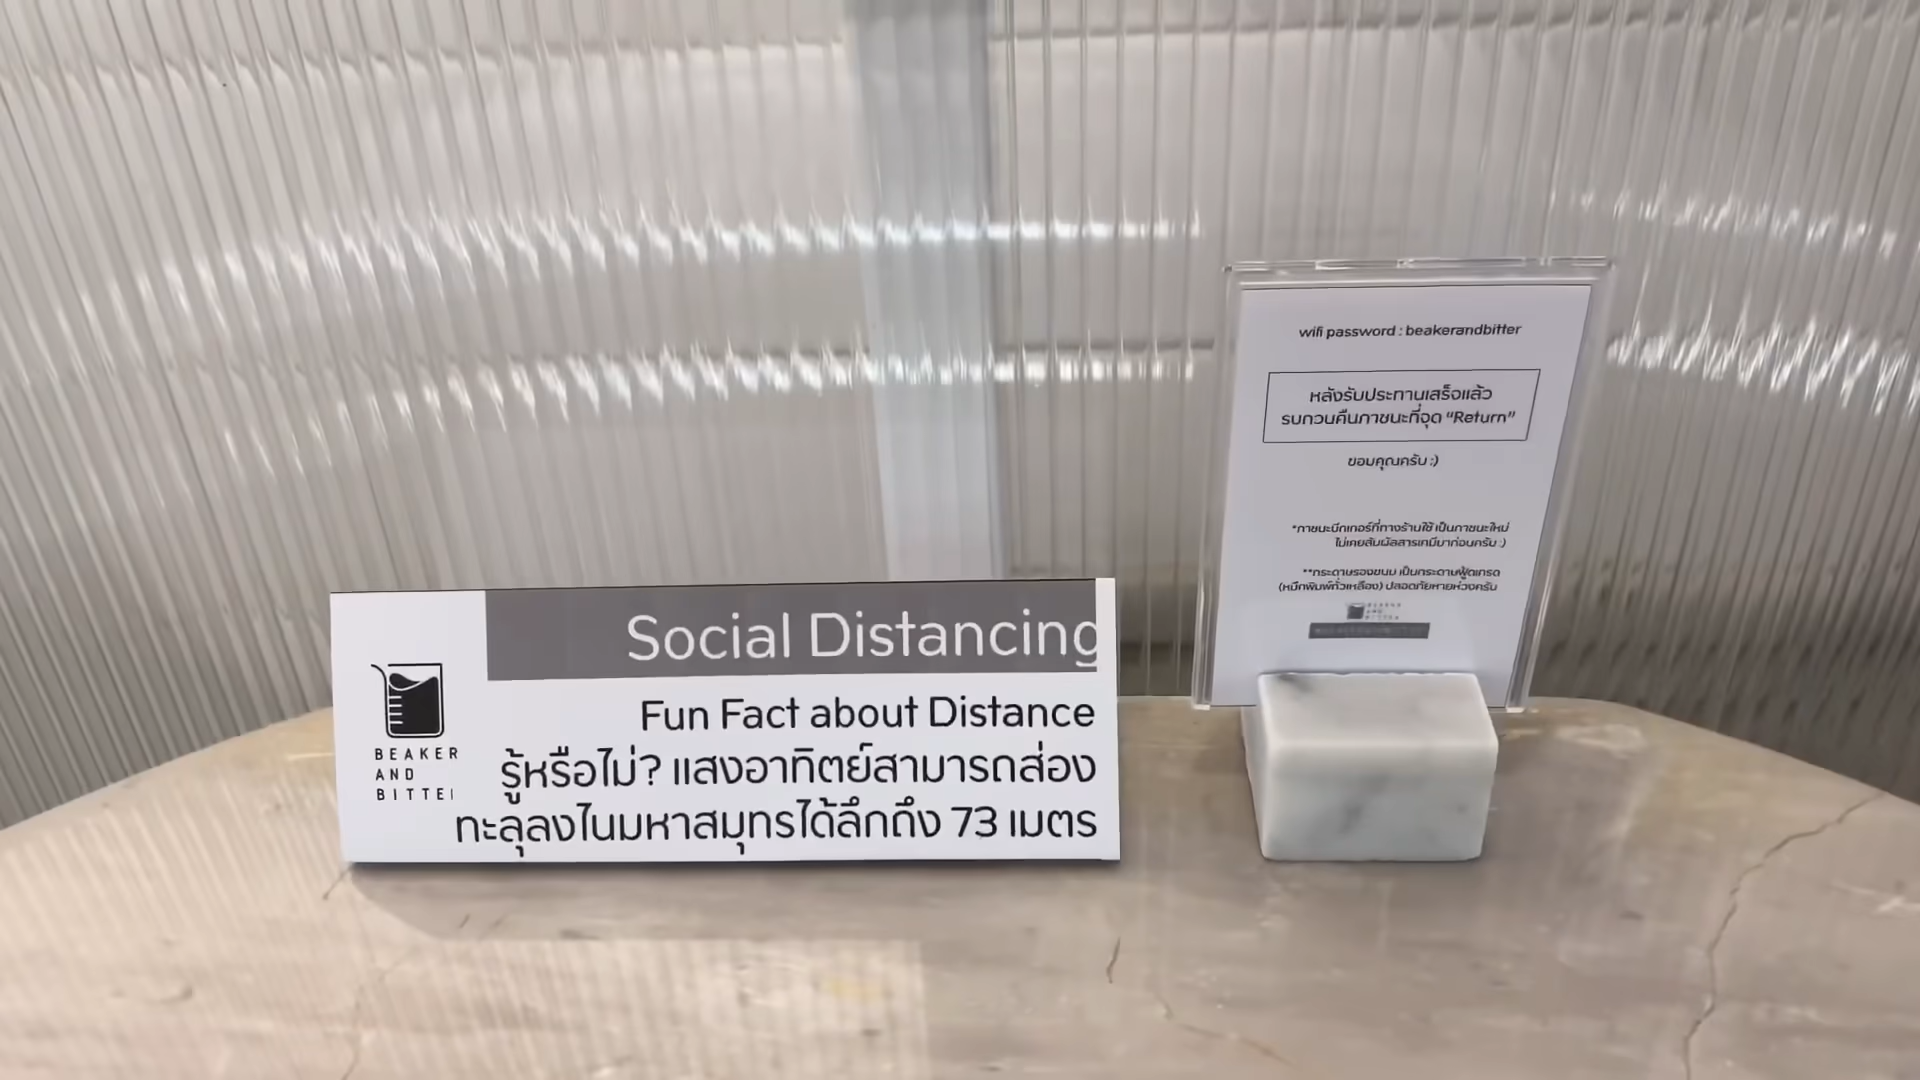 Social Distancing
Fun Fact about Distance
รู้หรือไม่? แสงอาทิตย์สามารถส่อง
ทะลุลงในมหาสมุทรได้ลึกถึง 73 เมตร
BEAKER
AND
BITTE
wifi password : beakerandbitter
หลังรับประทานเสร็จแล้ว
รบกวนคืนภาชนะที่จุด “Return”
ขอบคุณครับ :)
*ภาชนะบีกเกอร์ที่ทางร้านใช้ เป็นภาชนะใหม่
ไม่เคยสัมผัสสารเคมีมาก่อนครับ :)
**กระดาษรองขนม เป็นกระดาษฟู้ดเกรด
(หมึกพิมพ์ถั่วเหลือง) ปลอดภัยหายห่วงครับ
BEAKER
AND
BITTER